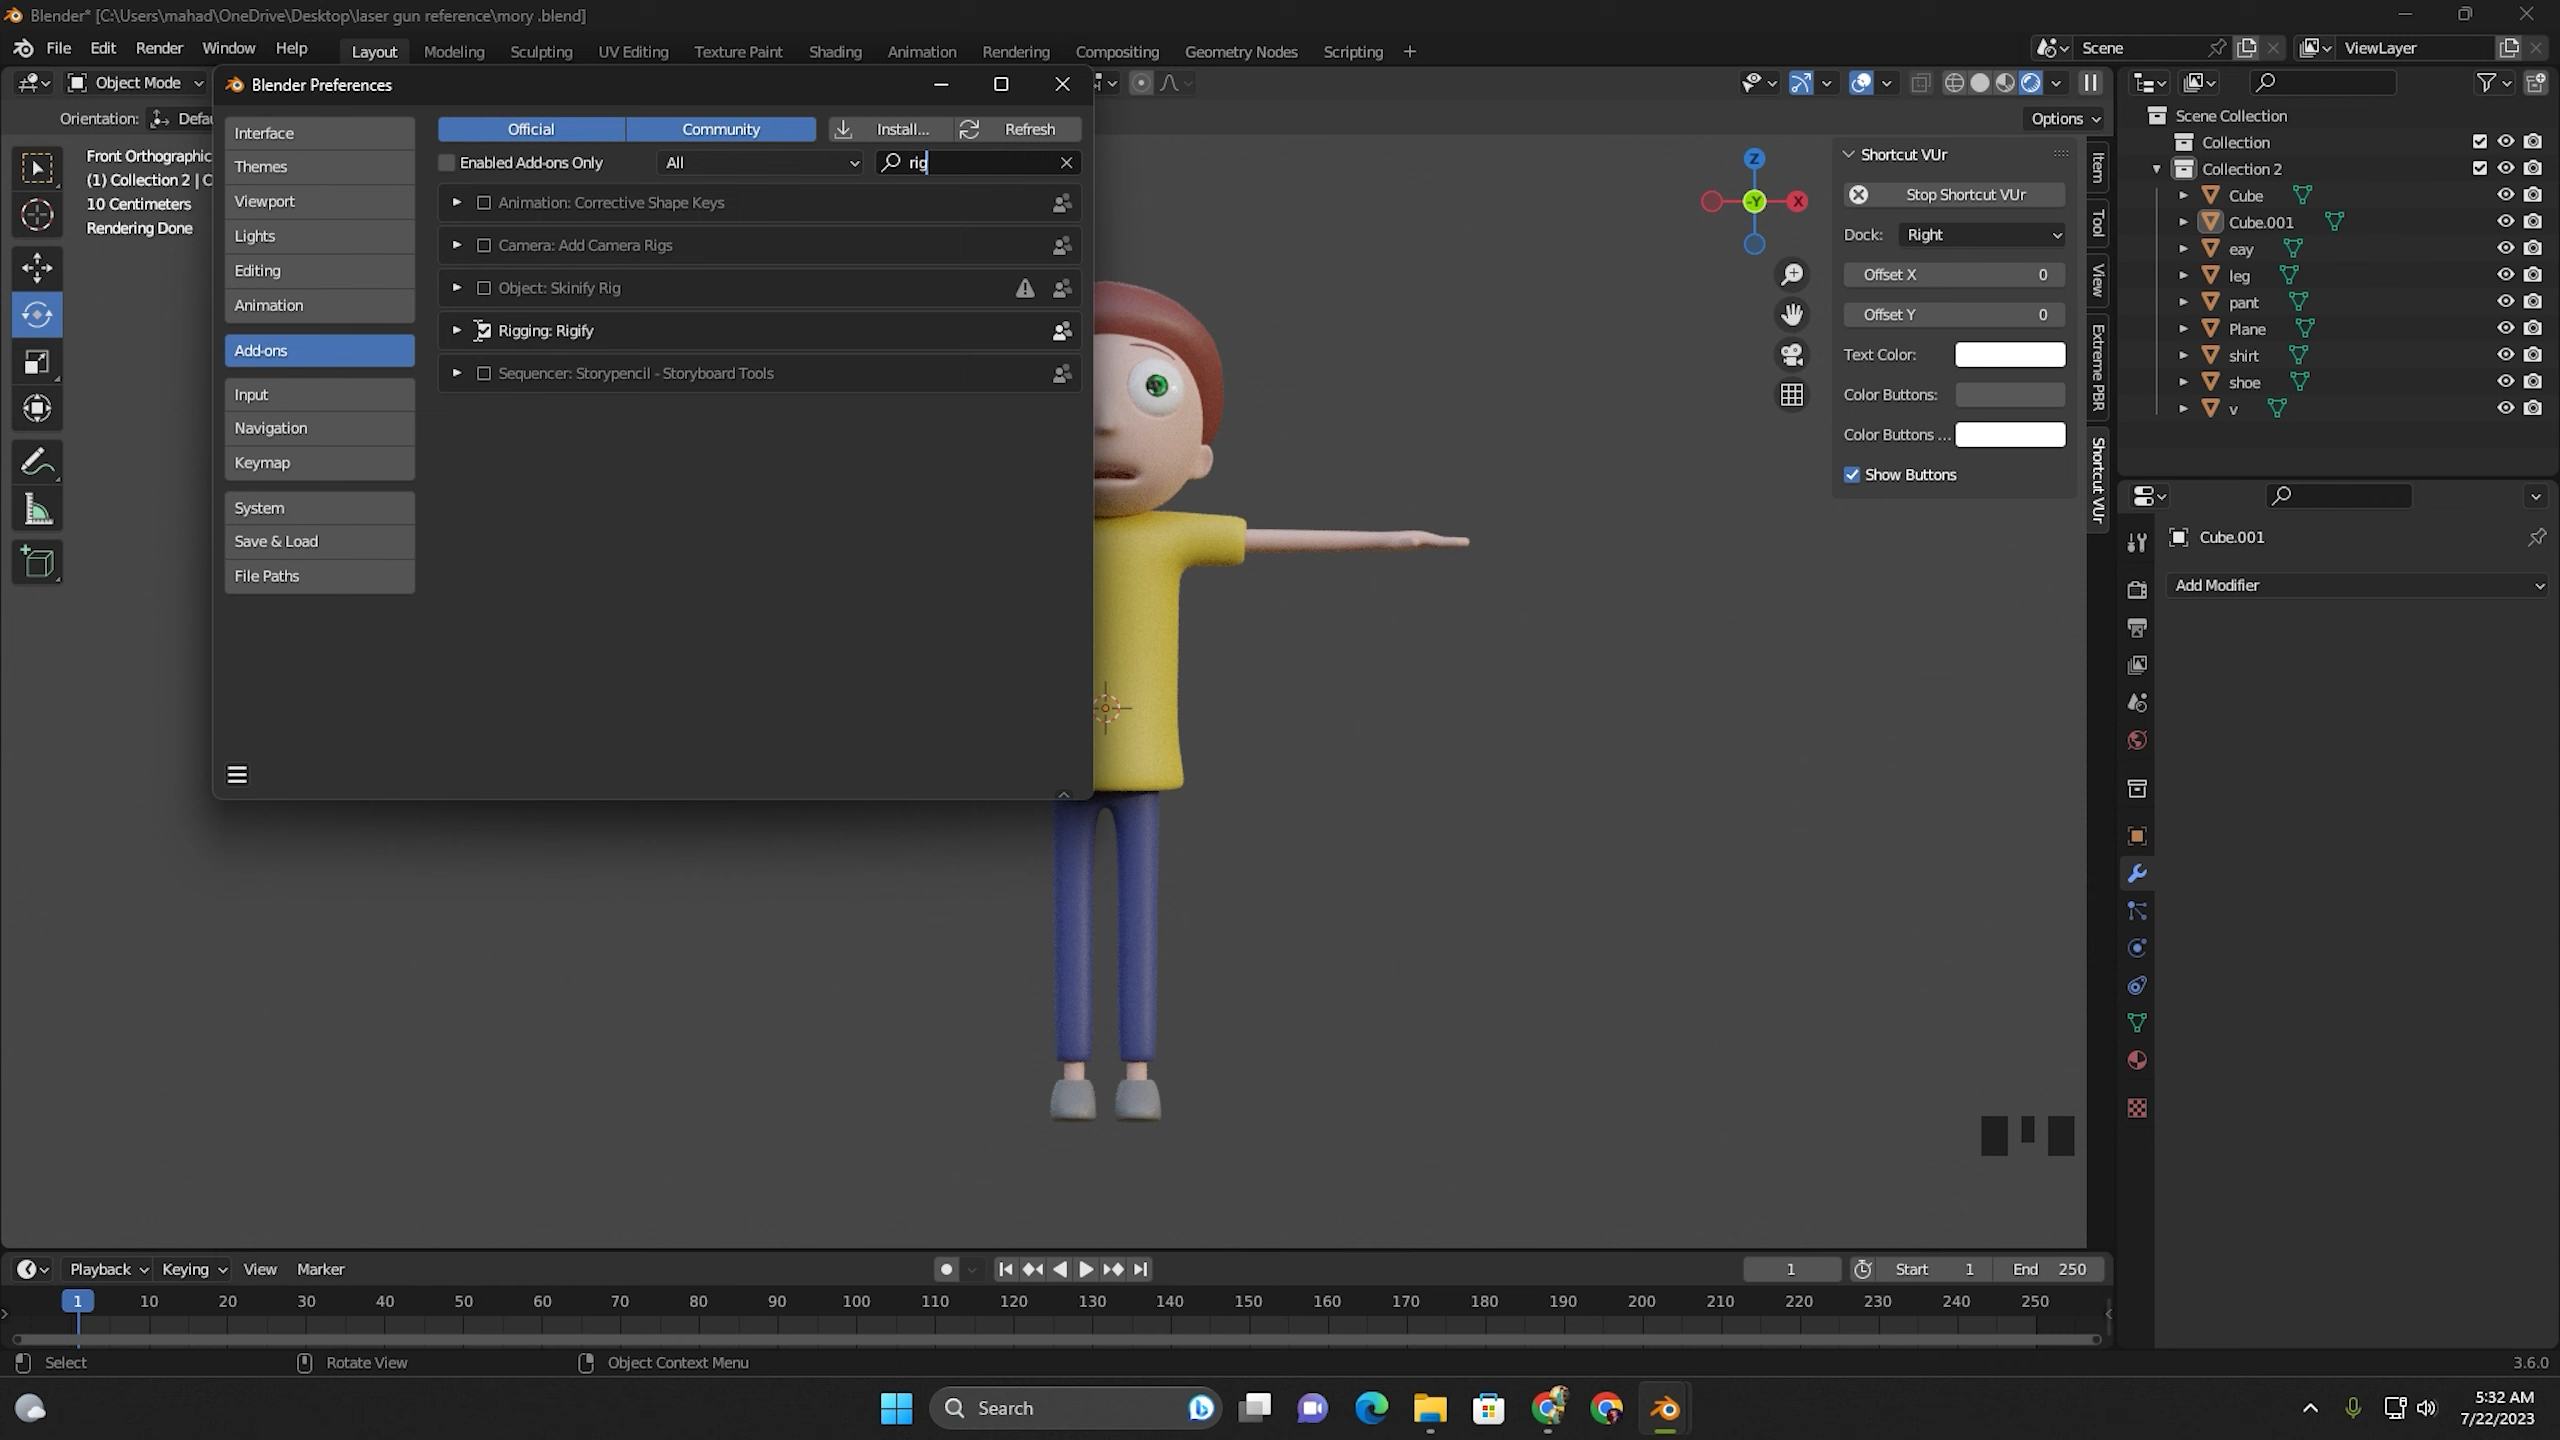 Blender* [C:\Users\mahad\OneDrive\Desktop\laser gun reference\mory .blend]
File Edit Render Window Help
Layout Modeling Sculpting UV Editing Texture Paint Shading Animation Rendering Compositing Geometry Nodes Scripting +
Scene
ViewLayer
Object Mode
Orientation:
Options
Front Orthographic
(1) Collection 2 |
10 Centimeters
Rendering Done
Blender Preferences
Interface
Themes
Viewport
Lights
Editing
Animation
Add-ons
Input
Navigation
Keymap
System
Save & Load
File Paths
Official Community Install... Refresh
Enabled Add-ons Only All rig
Animation: Corrective Shape Keys
Camera: Add Camera Rigs
Object: Skinify Rig
Rigging: Rigify
Sequencer: Storypencil - Storyboard Tools
Z
-Y
X
Shortcut VUr
Stop Shortcut VUr
Dock: Right
Offset X 0
Offset Y 0
Text Color:
Color Buttons:
Color Buttons ...
Show Buttons
Item
Tool
View
Extreme PBR
Shortcut VUr
Scene Collection
Collection
Collection 2
Cube
Cube.001
eay
leg
pant
Plane
shirt
shoe
v
Cube.001
Add Modifier
Playback Keying View Marker
1 Start 1 End 250
1 10 20 30 40 50 60 70 80 90 100 110 120 130 140 150 160 170 180 190 200 210 220 230 240 250
Select Rotate View Object Context Menu
3.6.0
Search
5:32 AM
7/22/2023